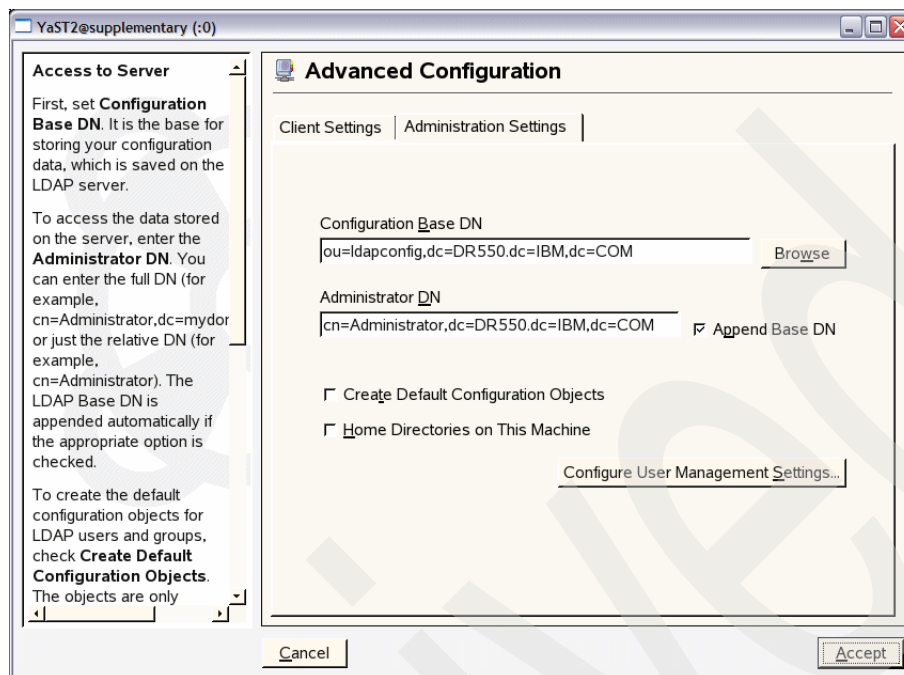 YaST2@supplementary (:0)
Access to Server
First, set Configuration
Base DN. It is the base for
storing your configuration
data, which is saved on the
LDAP server.
To access the data stored
on the server, enter the
Administrator DN. You
can enter the full DN (for
example,
cn=Administrator,dc=mydor
or just the relative DN (for
example,
cn=Administrator). The
LDAP Base DN is
appended automatically if
the appropriate option is
checked.
To create the default
configuration objects for
LDAP users and groups,
check Create Default
Configuration Objects.
The objects are only
Advanced Configuration
Client Settings Administration Settings
Configuration Base DN
ou=ldapconfig,dc=DR550.dc=IBM,dc=COM
Browse
Administrator DN
cn=Administrator,dc=DR550.dc=IBM,dc=COM
Append Base DN
Create Default Configuration Objects
Home Directories on This Machine
Configure User Management Settings...
Cancel
Accept